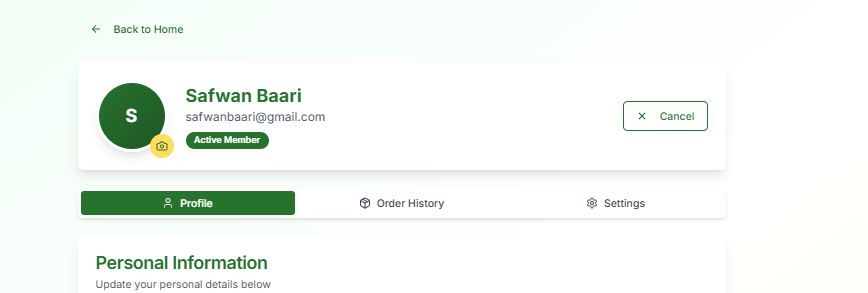 Back to Home
S
Safwan Baari
safwanbaari@gmail.com
Active Member
Cancel
Profile
Order History
Settings
Personal Information
Update your personal details below